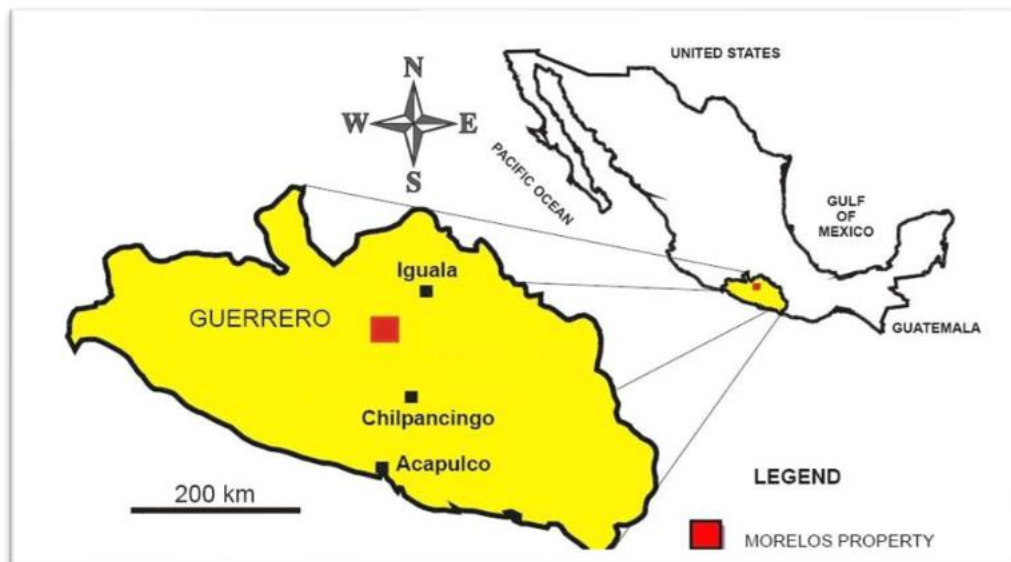 UNITED STATES
N
W
E
S
PACIFIC OCEAN
GULF
OF
MEXICO
Iguala
GUERRERO
GUATEMALA
Chilpancingo
Acapulco
LEGEND
200 km
MORELOS PROPERTY